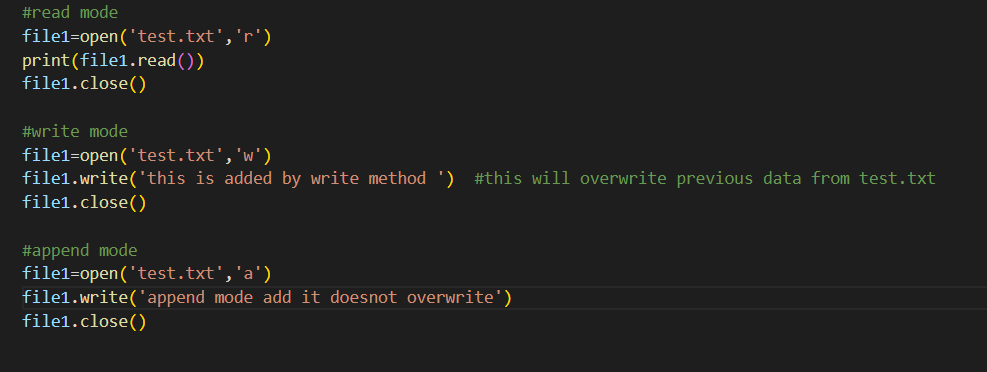 #read mode
file1=open('test.txt','r')
print(file1.read())
file1.close()
#write mode
file1=open('test.txt','w')
file1.write('this is added by write method ')  #this will overwrite previous data from test.txt
file1.close()
#append mode
file1=open('test.txt','a')
file1.write('append mode add it doesnot overwrite')
file1.close()